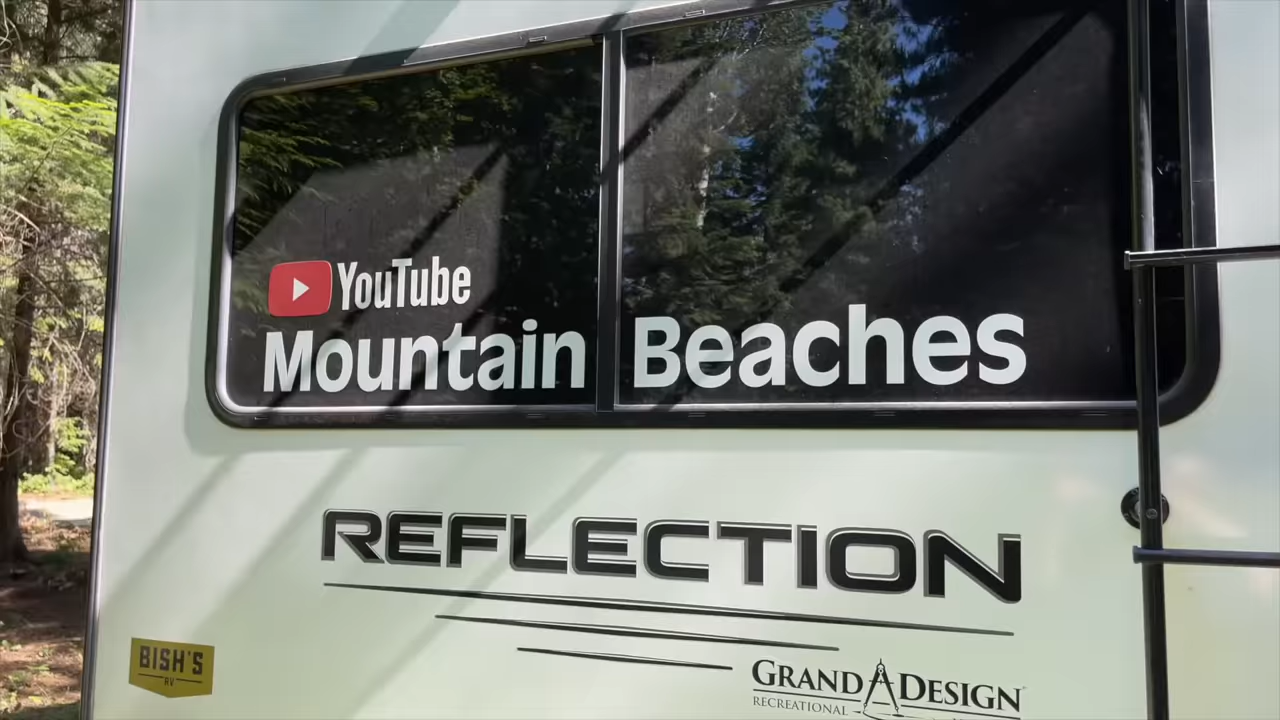 YouTube
Mountain Beaches
REFLECTION
BISH'S
RV
GRAND DESIGN
RECREATIONAL